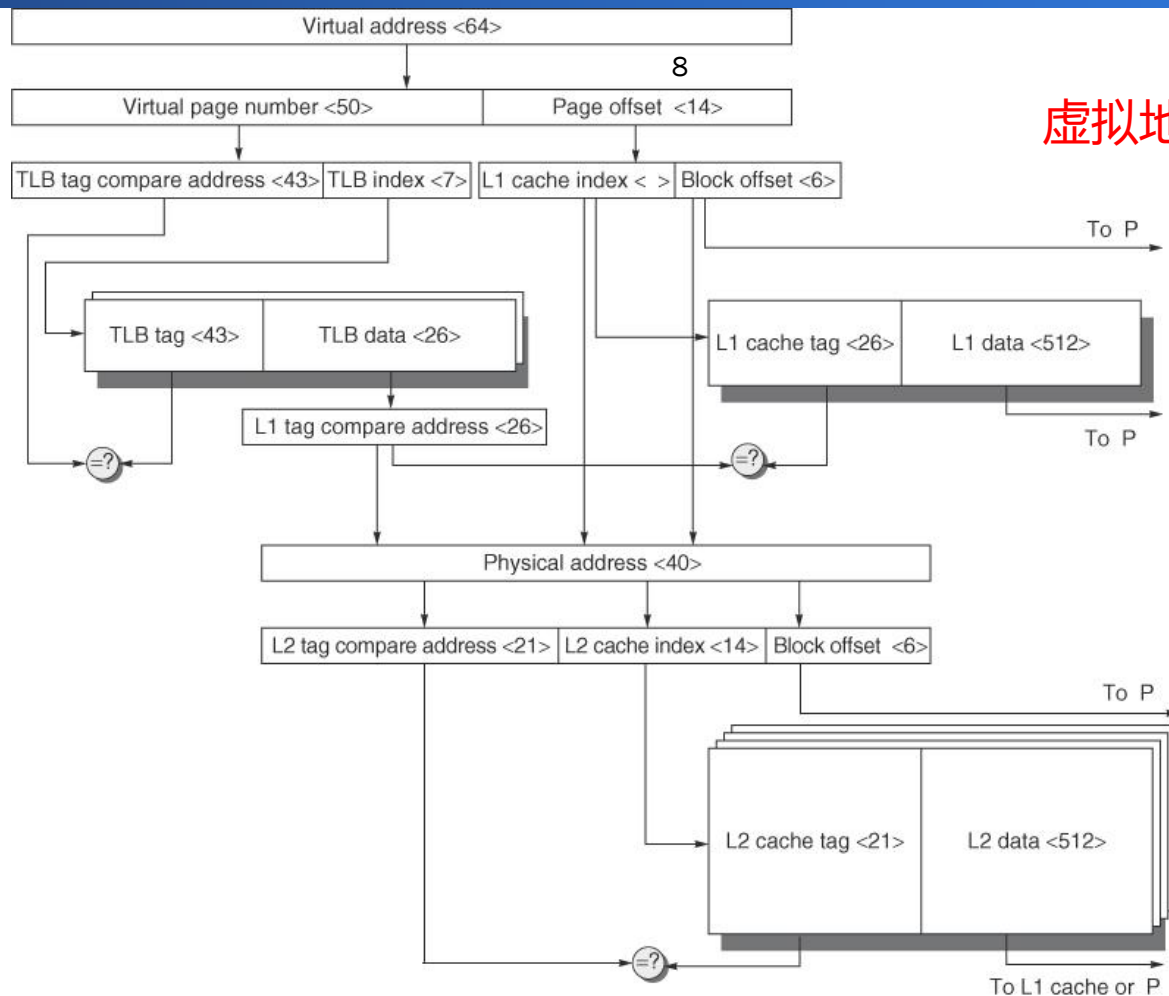 Virtual address <64>
8
Virtual page number <50> Page offset <14>
虚拟地
TLB tag compare address <43> TLB index <7> L1 cache index < > Block offset <6>
To P
TLB tag <43> TLB data <26>
L1 cache tag <26> L1 data <512>
L1 tag compare address <26>
To P
=? =?
Physical address <40>
L2 tag compare address <21> L2 cache index <14> Block offset <6>
To P
L2 cache tag <21> L2 data <512>
=?
To L1 cache or P